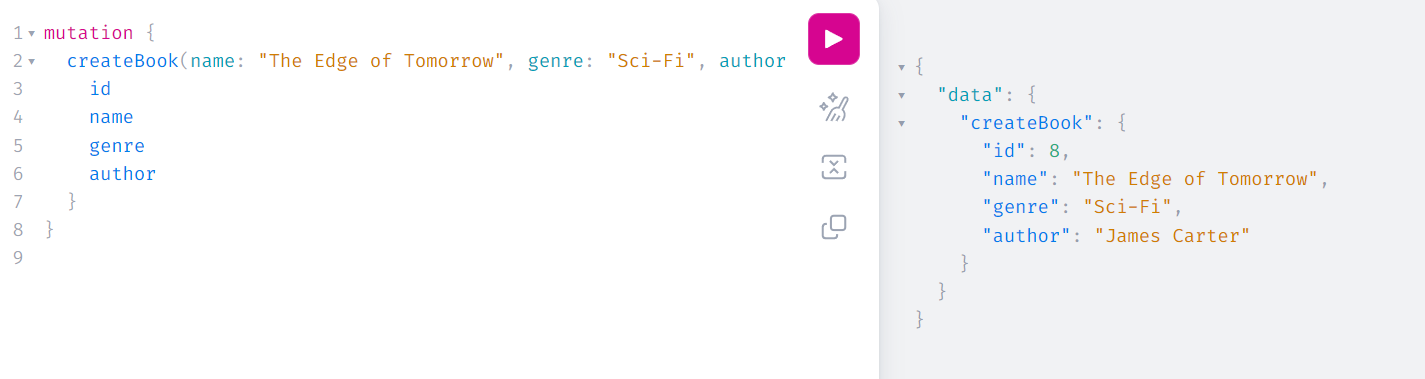 1 mutation {
2 createBook(name: "The Edge of Tomorrow", genre: "Sci-Fi", author
3 id
4 name
5 genre
6 author
7 }
8 }
9
{
"data": {
"createBook": {
"id": 8,
"name": "The Edge of Tomorrow",
"genre": "Sci-Fi",
"author": "James Carter"
}
}
}